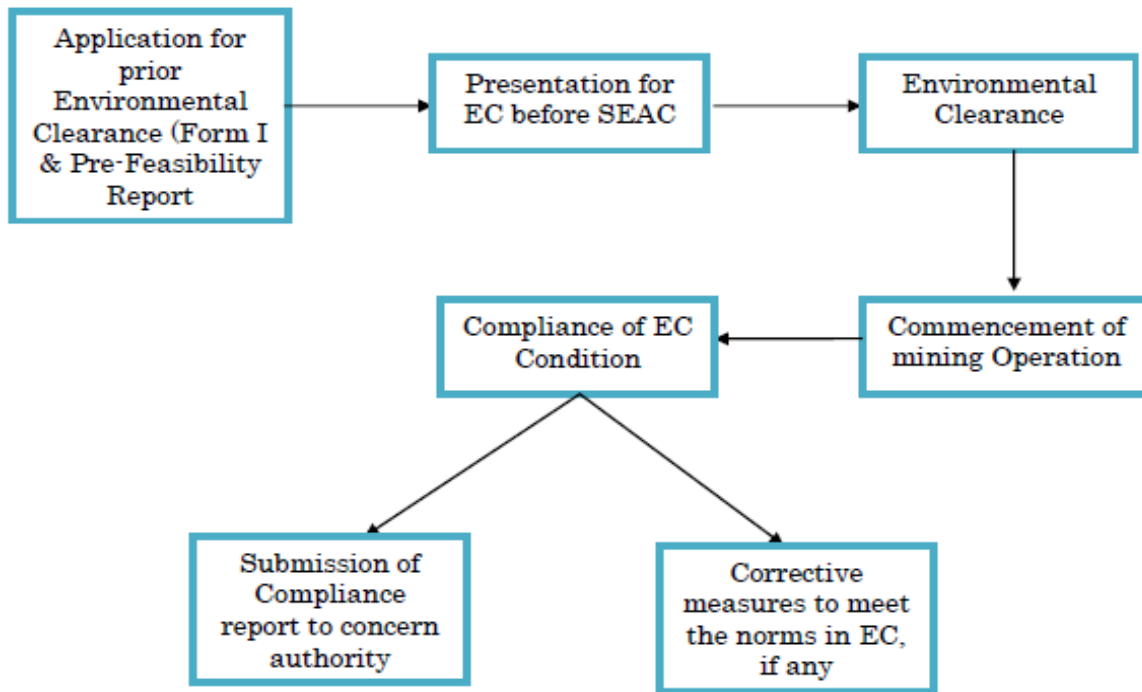 Application for
prior
Environmental
Clearance (Form I
& Pre-Feasibility
Report
Presentation for
EC before SEAC
Environmental
Clearance
Compliance of EC
Condition
Commencement of
mining Operation
Submission of
Compliance
report to concern
authority
Corrective
measures to meet
the norms in EC,
if any